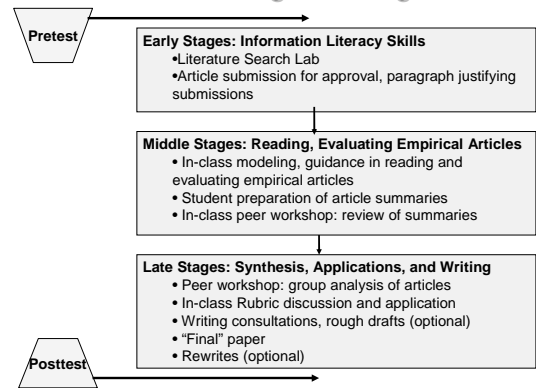 Pretest
Early Stages: Information Literacy Skills
•Literature Search Lab
•Article submission for approval, paragraph justifying
submissions
Middle Stages: Reading, Evaluating Empirical Articles
• In-class modeling, guidance in reading and
evaluating empirical articles
• Student preparation of article summaries
• In-class peer workshop: review of summaries
Late Stages: Synthesis, Applications, and Writing
• Peer workshop: group analysis of articles
• In-class Rubric discussion and application
• Writing consultations, rough drafts (optional)
• “Final” paper
• Rewrites (optional)
Posttest